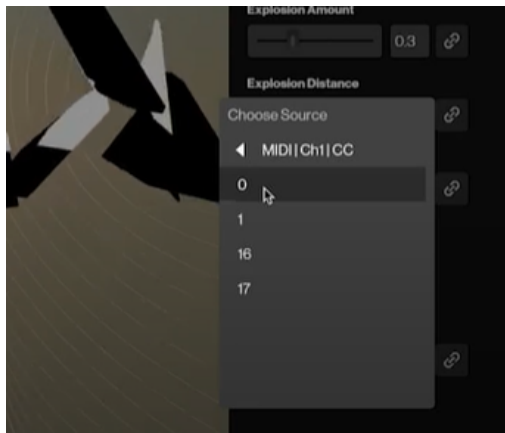 Explosion Amount
0.3
Explosion Distance
Choose Source
MIDI | Ch1 | CC
0
1
16
17